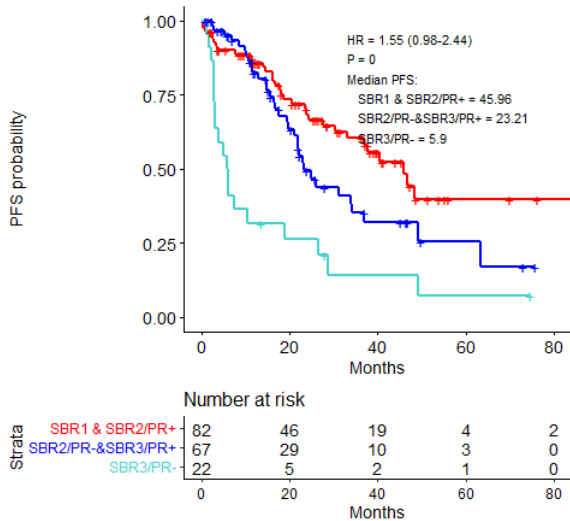 1.00
0.75
0.50
0.25
0.00
PFS probability
HR = 1.55 (0.98-2.44)
P = 0
Median PFS:
SBR1 & SBR2/PR+ = 45.96
SBR2/PR-&SBR3/PR+ = 23.21
SBR3/PR- = 5.9
0 20 40 60 80
Months
Number at risk
Strata
SBR1 & SBR2/PR+ 82 46 19 4 2
SBR2/PR-&SBR3/PR+ 67 29 10 3 0
SBR3/PR- 22 5 2 1 0
0 20 40 60 80
Months